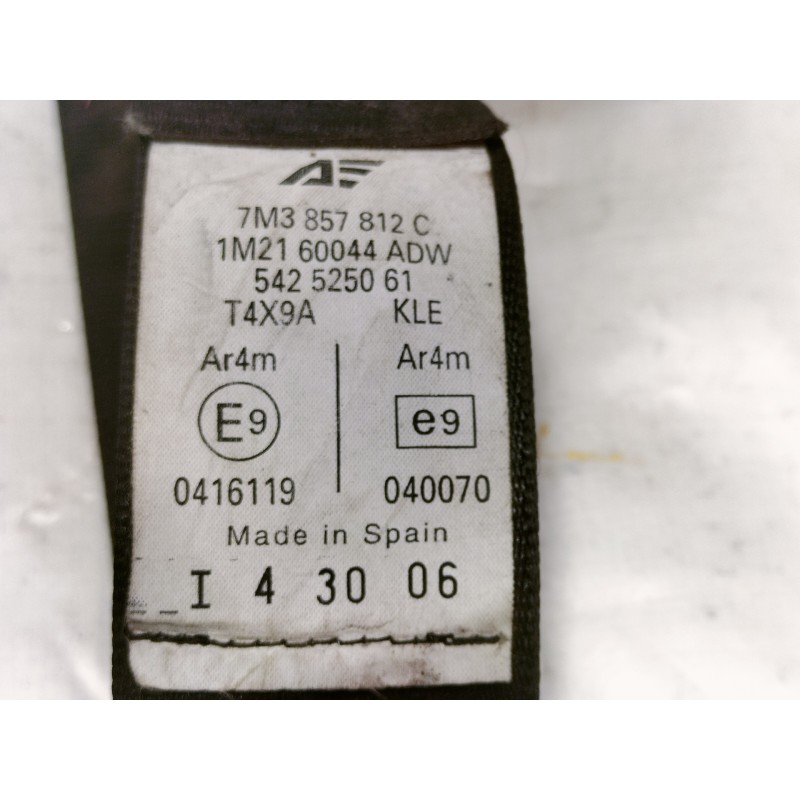 AE
7M3 857 812 C
1M21 60044 ADW
542 5250 61
T4X9A KLE
Ar4m Ar4m
E9 e9
0416119 040070
Made in Spain
I 4 30 06